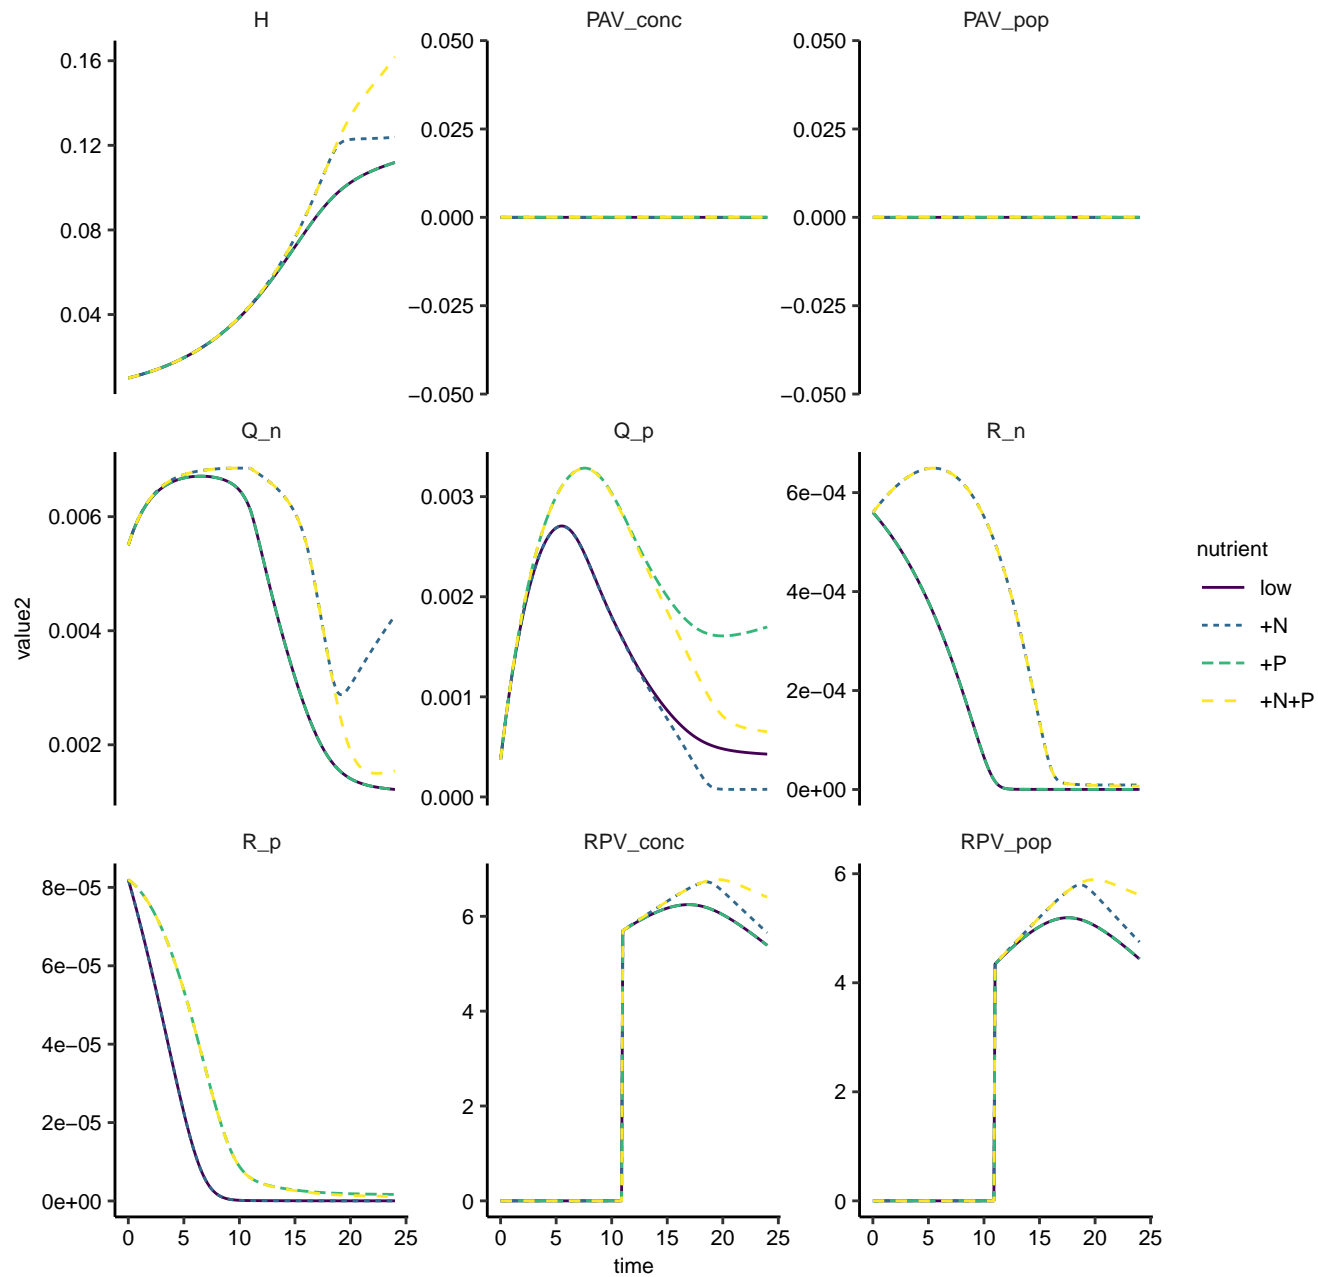 H
PAV_conc
PAV_pop
0.16
0.12
0.08
0.04
0.050
0.025
0.000
−0.025
−0.050
0.050
0.025
0.000
−0.025
−0.050
Q_n
Q_p
R_n
0.006
0.004
0.002
0.003
0.002
0.001
0.000
6e−04
4e−04
2e−04
0e+00
R_p
RPV_conc
RPV_pop
8e−05
6e−05
4e−05
2e−05
0e+00
6
4
2
0
6
4
2
0
0 5 10 15 20 25
0 5 10 15 20 25
0 5 10 15 20 25
time
value2
nutrient
low
+N
+P
+N+P